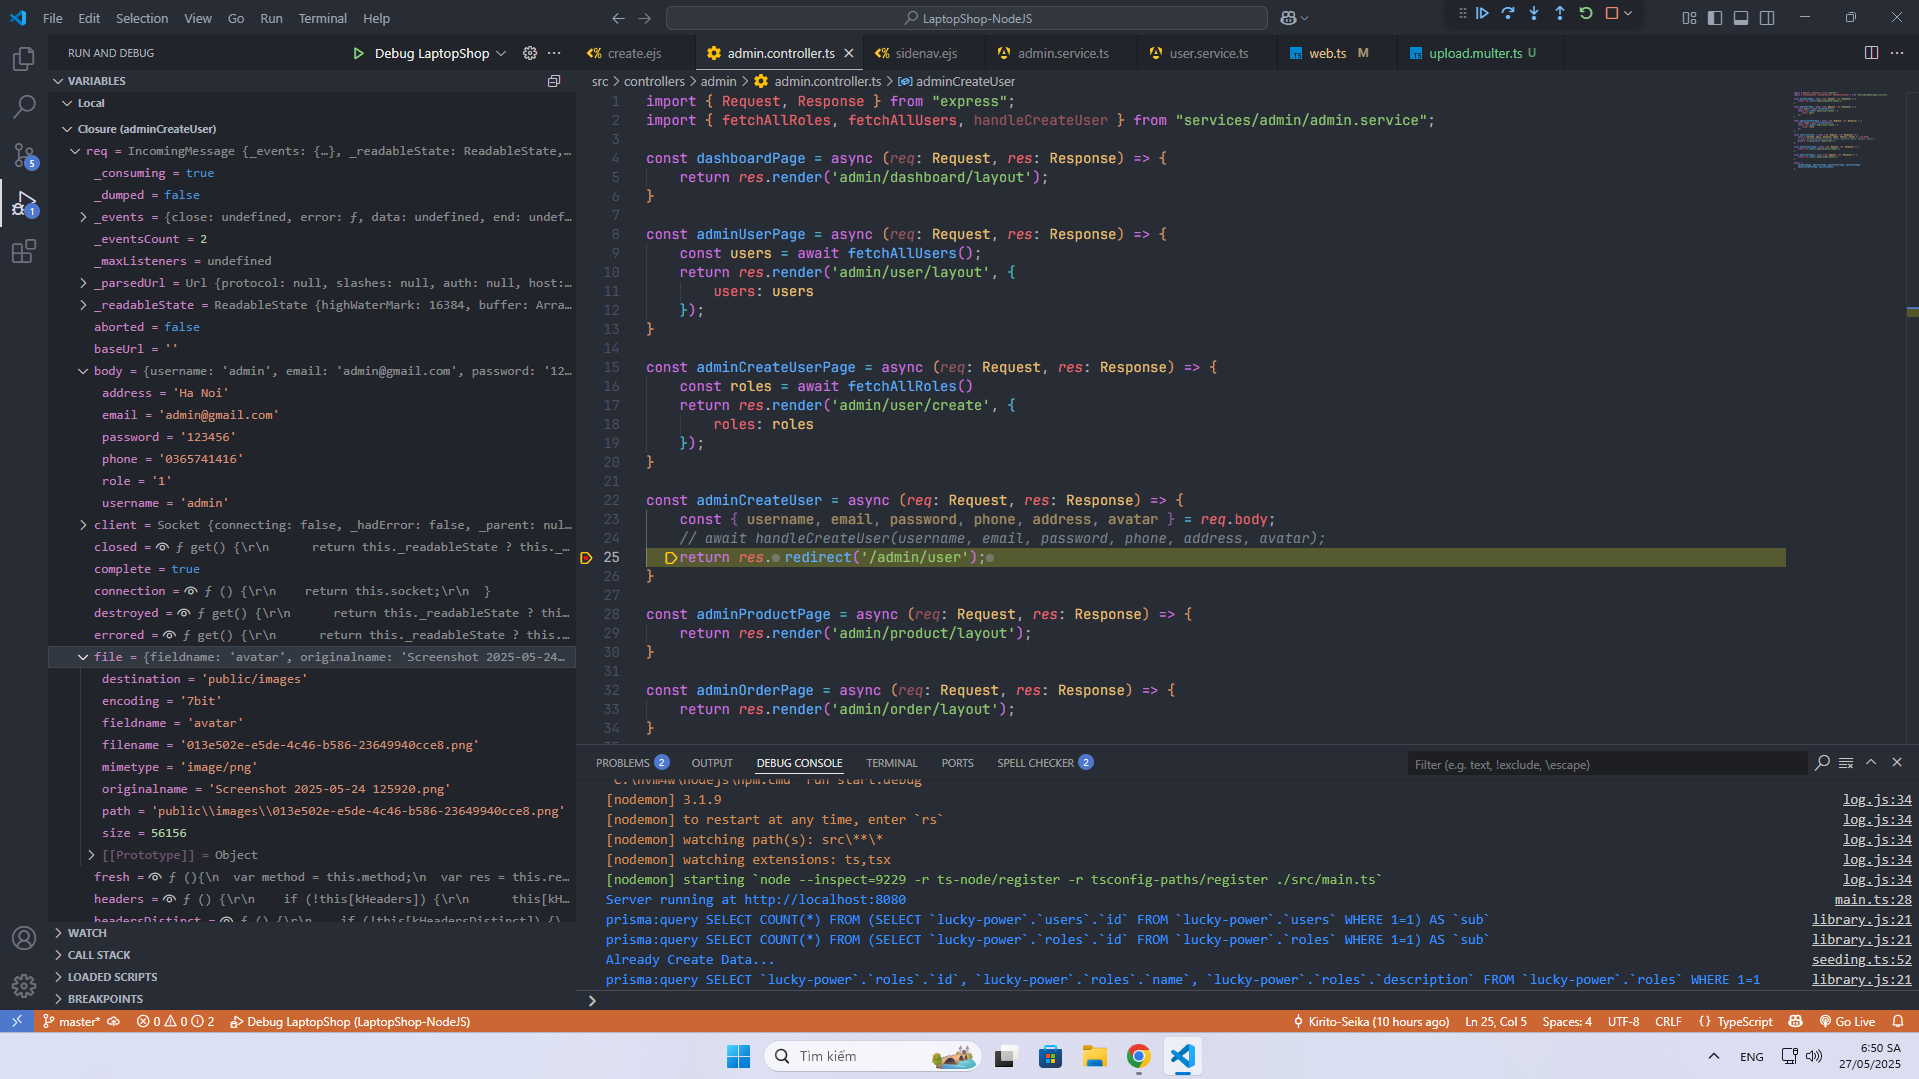 File Edit Selection View Go Run Terminal Help
LaptopShop-NodeJS
RUN AND DEBUG
Debug LaptopShop
create.ejs
admin.controller.ts
sidenav.ejs
admin.service.ts
user.service.ts
web.ts M
upload.multer.ts U
src > controllers > admin > admin.controller.ts > adminCreateUser
VARIABLES
Local
Closure (adminCreateUser)
req = IncomingMessage {_events: {…}, _readableState: ReadableState,…
_consuming = true
_dumped = false
_events = {close: undefined, error: ƒ, data: undefined, end: undef…
_eventsCount = 2
_maxListeners = undefined
_parsedUrl = Url {protocol: null, slashes: null, auth: null, host:…
_readableState = ReadableState {highWaterMark: 16384, buffer: Arra…
aborted = false
baseUrl = ''
body = {username: 'admin', email: 'admin@gmail.com', password: '12…
address = 'Ha Noi'
email = 'admin@gmail.com'
password = '123456'
phone = '0365741416'
role = '1'
username = 'admin'
client = Socket {connecting: false, _hadError: false, _parent: nul…
closed = ƒ get() {\r\n    return this._readableState ? this._…
complete = true
connection = ƒ () {\r\n    return this.socket;\r\n  }
destroyed = ƒ get() {\r\n    return this._readableState ? thi…
errored = ƒ get() {\r\n    return this._readableState ? this.…
file = {fieldname: 'avatar', originalname: 'Screenshot 2025-05-24…
destination = 'public/images'
encoding = '7bit'
fieldname = 'avatar'
filename = '013e502e-e5de-4c46-b586-23649940cce8.png'
mimetype = 'image/png'
originalname = 'Screenshot 2025-05-24 125920.png'
path = 'public\\images\\013e502e-e5de-4c46-b586-23649940cce8.png'
size = 56156
[[Prototype]] = Object
fresh = ƒ (){\n  var method = this.method;\n  var res = this.re…
headers = ƒ () {\r\n    if (!this[kHeaders]) {\r\n      this[kH…
headersDistinct = ƒ () {\r\n    if (!this[kHeadersDistinct]) {\…
WATCH
CALL STACK
LOADED SCRIPTS
BREAKPOINTS
1 import { Request, Response } from "express";
2 import { fetchAllRoles, fetchAllUsers, handleCreateUser } from "services/admin/admin.service";
3
4 const dashboardPage = async (req: Request, res: Response) => {
5 return res.render('admin/dashboard/layout');
6 }
7
8 const adminUserPage = async (req: Request, res: Response) => {
9 const users = await fetchAllUsers();
10 return res.render('admin/user/layout', {
11 users: users
12 });
13 }
14
15 const adminCreateUserPage = async (req: Request, res: Response) => {
16 const roles = await fetchAllRoles()
17 return res.render('admin/user/create', {
18 roles: roles
19 });
20 }
21
22 const adminCreateUser = async (req: Request, res: Response) => {
23 const { username, email, password, phone, address, avatar } = req.body;
24 // await handleCreateUser(username, email, password, phone, address, avatar);
25 return res. redirect('/admin/user');
26 }
27
28 const adminProductPage = async (req: Request, res: Response) => {
29 return res.render('admin/product/layout');
30 }
31
32 const adminOrderPage = async (req: Request, res: Response) => {
33 return res.render('admin/order/layout');
34 }
PROBLEMS 2 OUTPUT DEBUG CONSOLE TERMINAL PORTS SPELL CHECKER 2
Filter (e.g. text, !exclude, \escape)
C:\nvm4w\nodejs\npm.cmd run start:debug
[nodemon] 3.1.9 log.js:34
[nodemon] to restart at any time, enter `rs` log.js:34
[nodemon] watching path(s): src\**\* log.js:34
[nodemon] watching extensions: ts,tsx log.js:34
[nodemon] starting `node --inspect=9229 -r ts-node/register -r tsconfig-paths/register ./src/main.ts` log.js:34
Server running at http://localhost:8080 main.ts:28
prisma:query SELECT COUNT(*) FROM (SELECT `lucky-power`.`users`.`id` FROM `lucky-power`.`users` WHERE 1=1) AS `sub` library.js:21
prisma:query SELECT COUNT(*) FROM (SELECT `lucky-power`.`roles`.`id` FROM `lucky-power`.`roles` WHERE 1=1) AS `sub` library.js:21
Already Create Data... seeding.ts:52
prisma:query SELECT `lucky-power`.`roles`.`id`, `lucky-power`.`roles`.`name`, `lucky-power`.`roles`.`description` FROM `lucky-power`.`roles` WHERE 1=1 library.js:21
5
1
master* 0 0 2 Debug LaptopShop (LaptopShop-NodeJS)
Kirito-Seika (10 hours ago) Ln 25, Col 5 Spaces: 4 UTF-8 CRLF {} TypeScript Go Live
Tìm kiếm
ENG
6:50 SA
27/05/2025